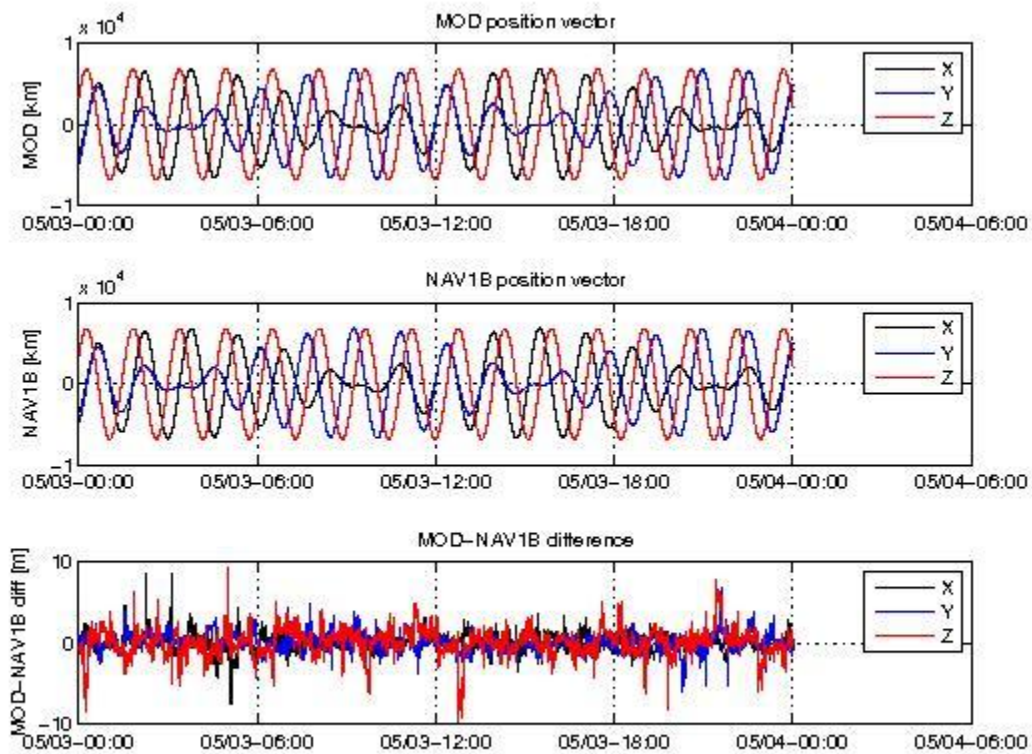 x 10^4
MOD position vector
MOD [km]
1
0
−1
X
Y
Z
05/03−00:00 05/03−06:00 05/03−12:00 05/03−18:00 05/04−00:00 05/04−06:00
x 10^4
NAV1B position vector
NAV1B [km]
1
0
−1
X
Y
Z
05/03−00:00 05/03−06:00 05/03−12:00 05/03−18:00 05/04−00:00 05/04−06:00
MOD−NAV1B difference
MOD−NAV1B diff [m]
10
0
−10
X
Y
Z
05/03−00:00 05/03−06:00 05/03−12:00 05/03−18:00 05/04−00:00 05/04−06:00